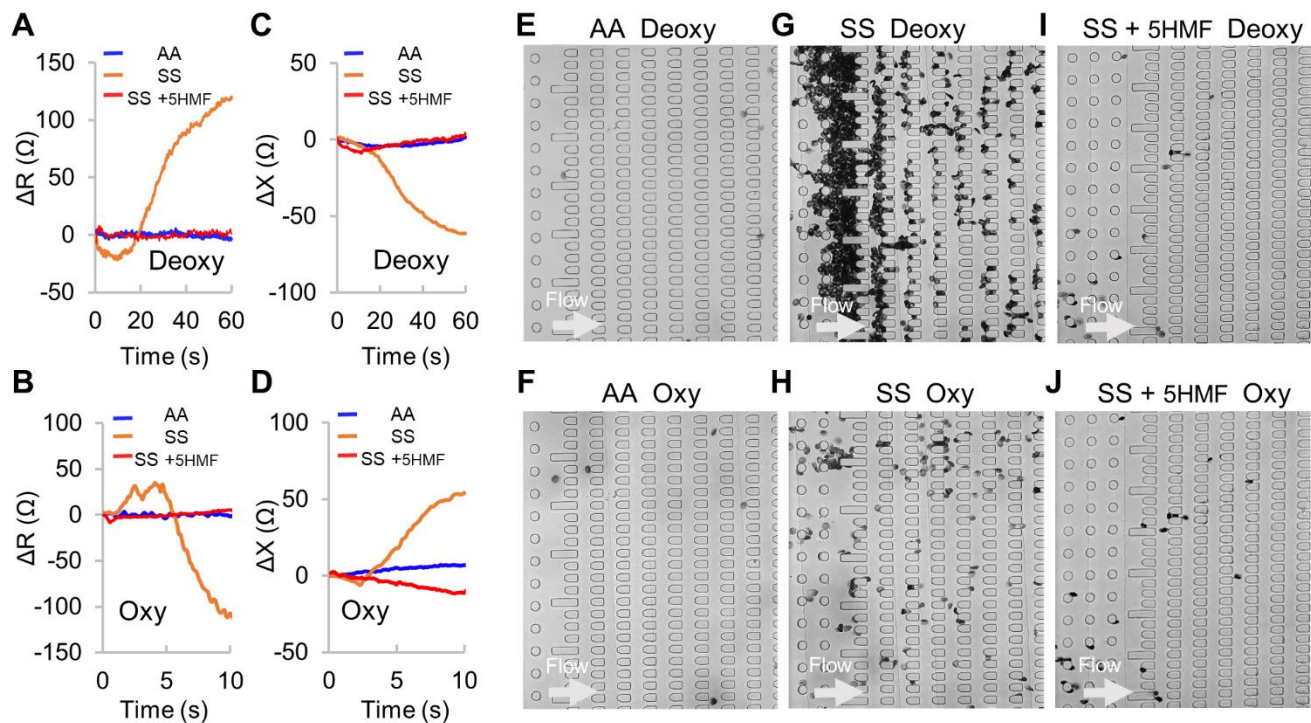 A
AA
SS
SS +5HMF
150
100
50
0
-50
ΔR (Ω)
Deoxy
0 20 40 60
Time (s)
C
AA
SS
SS +5HMF
50
0
-50
-100
ΔX (Ω)
Deoxy
0 20 40 60
Time (s)
E
AA Deoxy
Flow
G
SS Deoxy
Flow
I
SS + 5HMF Deoxy
Flow
B
AA
SS
SS +5HMF
100
50
0
-50
-100
-150
ΔR (Ω)
Oxy
0 5 10
Time (s)
D
AA
SS
SS +5HMF
100
50
0
-50
ΔX (Ω)
Oxy
0 5 10
Time (s)
F
AA Oxy
Flow
H
SS Oxy
Flow
J
SS + 5HMF Oxy
Flow